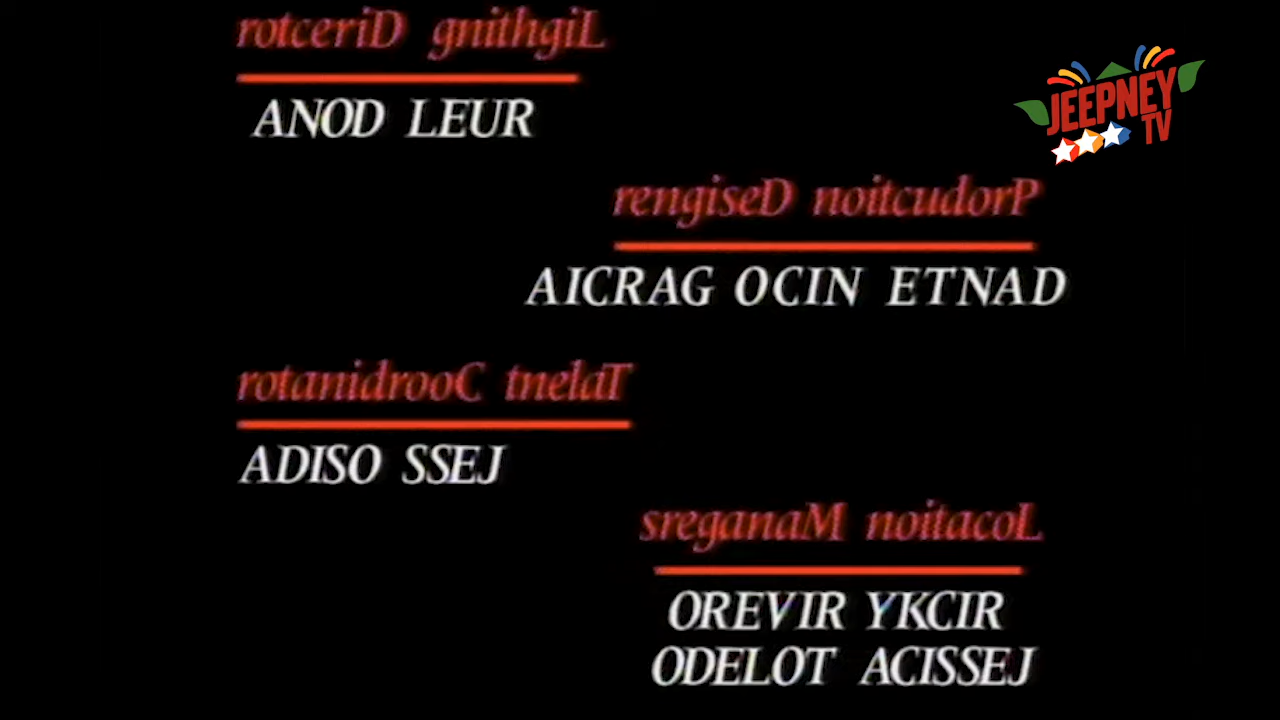 rotceriD gnithgiL
ANOD LEUR
JEEPNEY
TV
rengiseD noitcudorP
AICRAG OCIN ETNAD
rotanidrooC tnelaT
ADISO SSEJ
sreganaM noitacoL
OREVIR YKCIR
ODELOT ACISSEJ